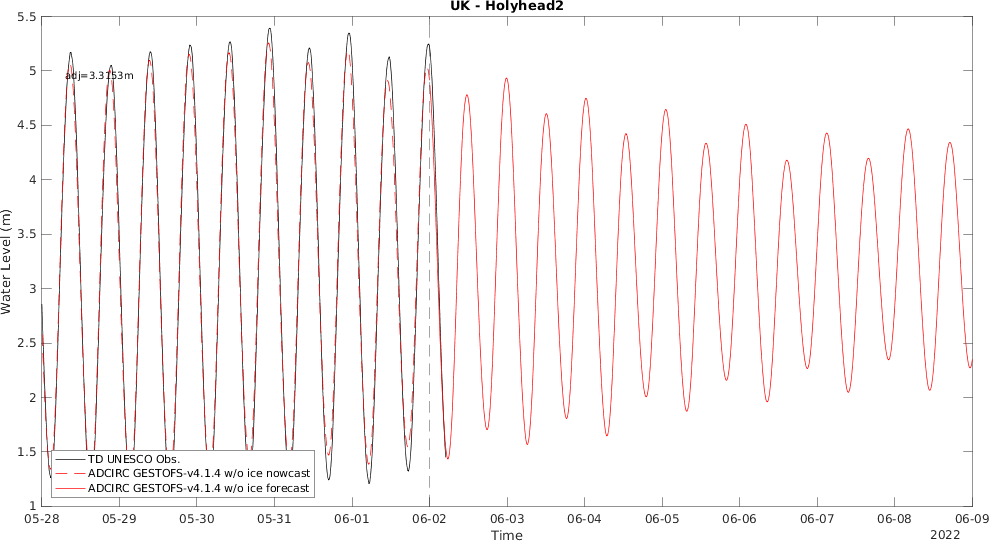 UK - Holyhead2
5.5
5
4.5
4
3.5
3
2.5
2
1.5
1
Water Level (m)
adj=3.3153m
TD UNESCO Obs.
ADCIRC GESTOFS-v4.1.4 w/o ice nowcast
ADCIRC GESTOFS-v4.1.4 w/o ice forecast
05-28 05-29 05-30 05-31 06-01 06-02 06-03 06-04 06-05 06-06 06-07 06-08 06-09
Time
2022